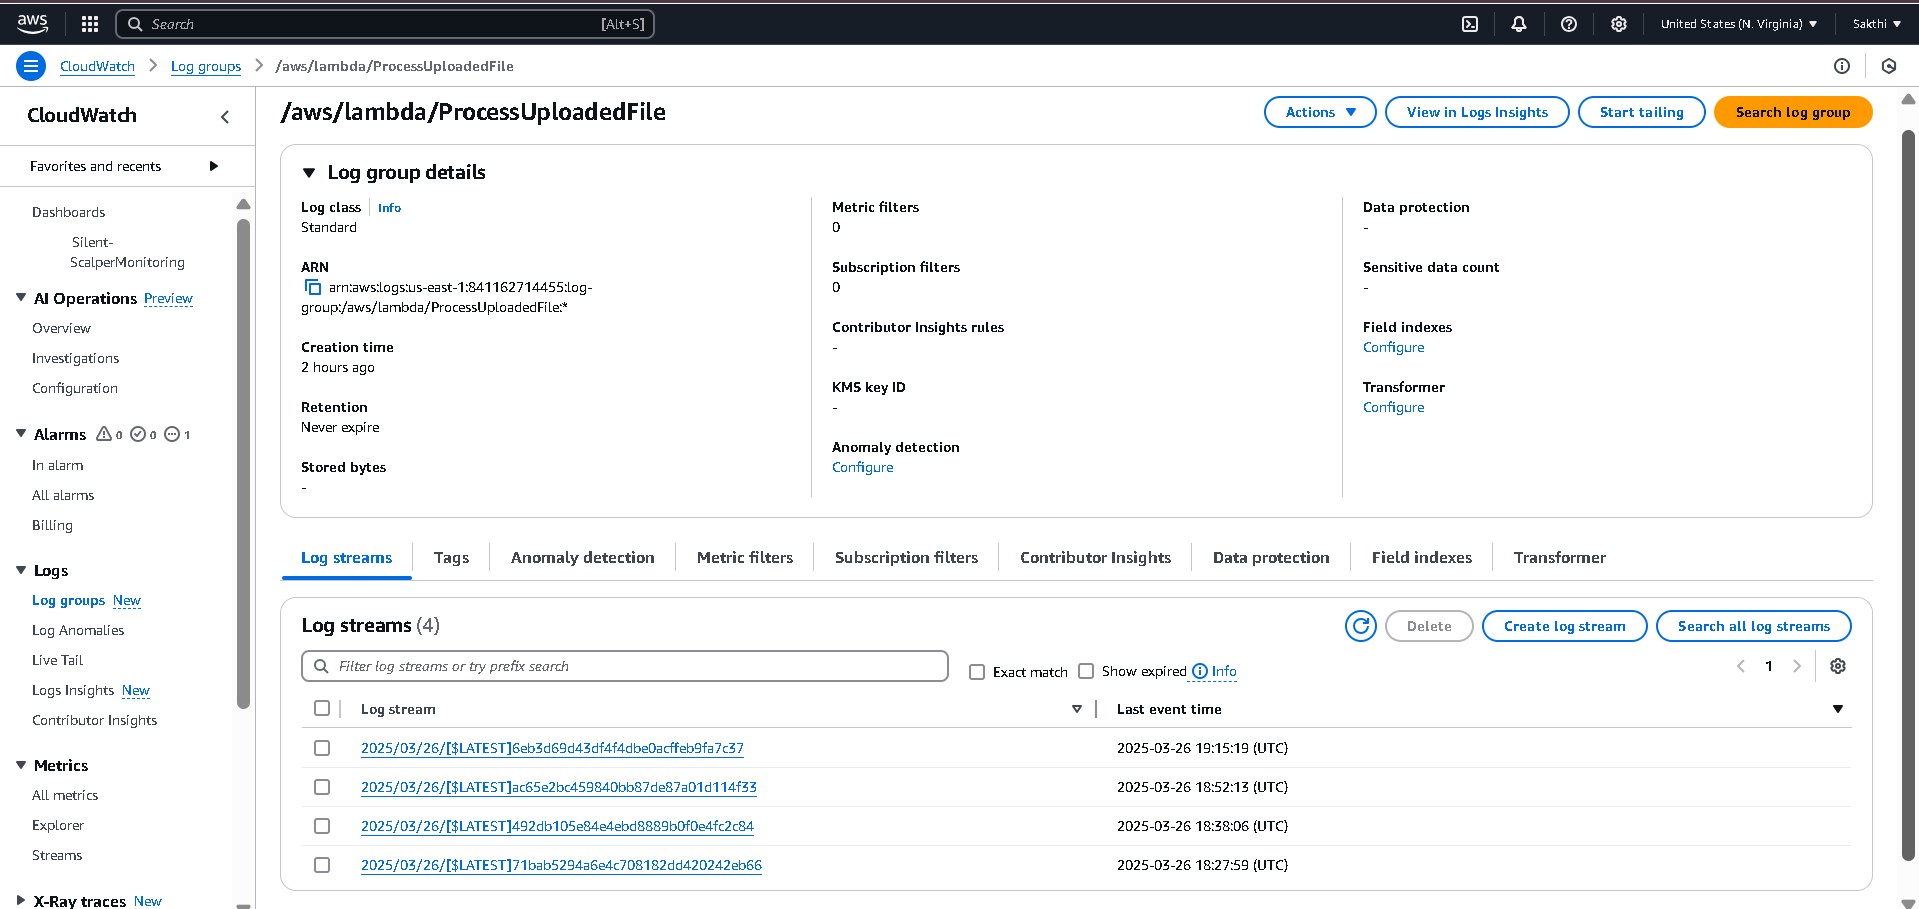 aws
Search [Alt+S]
United States (N. Virginia)
Sakthi
CloudWatch
Log groups
/aws/lambda/ProcessUploadedFile
CloudWatch
Favorites and recents
Dashboards
Silent-
ScalperMonitoring
AI Operations Preview
Overview
Investigations
Configuration
Alarms 0 0 1
In alarm
All alarms
Billing
Logs
Log groups New
Log Anomalies
Live Tail
Logs Insights New
Contributor Insights
Metrics
All metrics
Explorer
Streams
X-Ray traces New
/aws/lambda/ProcessUploadedFile
Actions
View in Logs Insights
Start tailing
Search log group
Log group details
Log class Info
Standard
ARN
arn:aws:logs:us-east-1:841162714455:log-
group:/aws/lambda/ProcessUploadedFile:*
Creation time
2 hours ago
Retention
Never expire
Stored bytes
-
Metric filters
0
Subscription filters
0
Contributor Insights rules
-
KMS key ID
-
Anomaly detection
Configure
Data protection
-
Sensitive data count
-
Field indexes
Configure
Transformer
Configure
Log streams Tags Anomaly detection Metric filters Subscription filters Contributor Insights Data protection Field indexes Transformer
Log streams (4)
Delete
Create log stream
Search all log streams
Filter log streams or try prefix search
Exact match
Show expired Info
1
Log stream Last event time
2025/03/26/[$LATEST]6eb3d69d43df4f4dbe0acffeb9fa7c37 2025-03-26 19:15:19 (UTC)
2025/03/26/[$LATEST]ac65e2bc459840bb87de87a01d114f33 2025-03-26 18:52:13 (UTC)
2025/03/26/[$LATEST]492db105e84e4ebd8889b0f0e4fc2c84 2025-03-26 18:38:06 (UTC)
2025/03/26/[$LATEST]71bab5294a6e4c708182dd420242eb66 2025-03-26 18:27:59 (UTC)